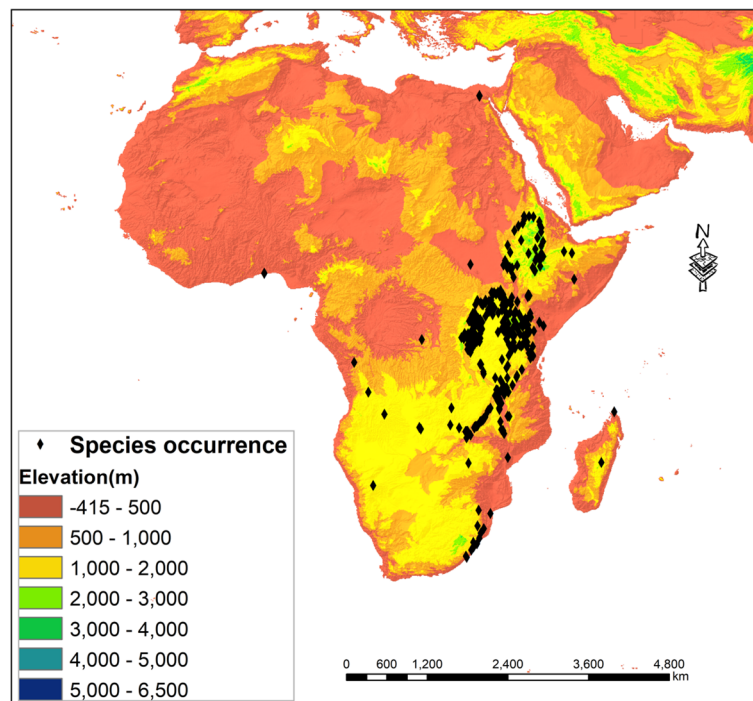 N
Species occurrence
Elevation(m)
-415 - 500
500 - 1,000
1,000 - 2,000
2,000 - 3,000
3,000 - 4,000
4,000 - 5,000
5,000 - 6,500
0 600 1,200 2,400 3,600 4,800
km